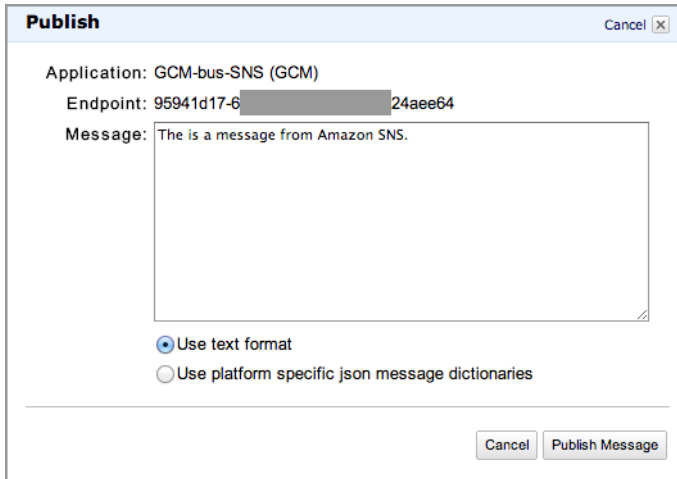 Publish Cancel
Application: GCM-bus-SNS (GCM)
Endpoint: 95941d17-6 24aee64
Message: The is a message from Amazon SNS.
Use text format
Use platform specific json message dictionaries
Cancel Publish Message